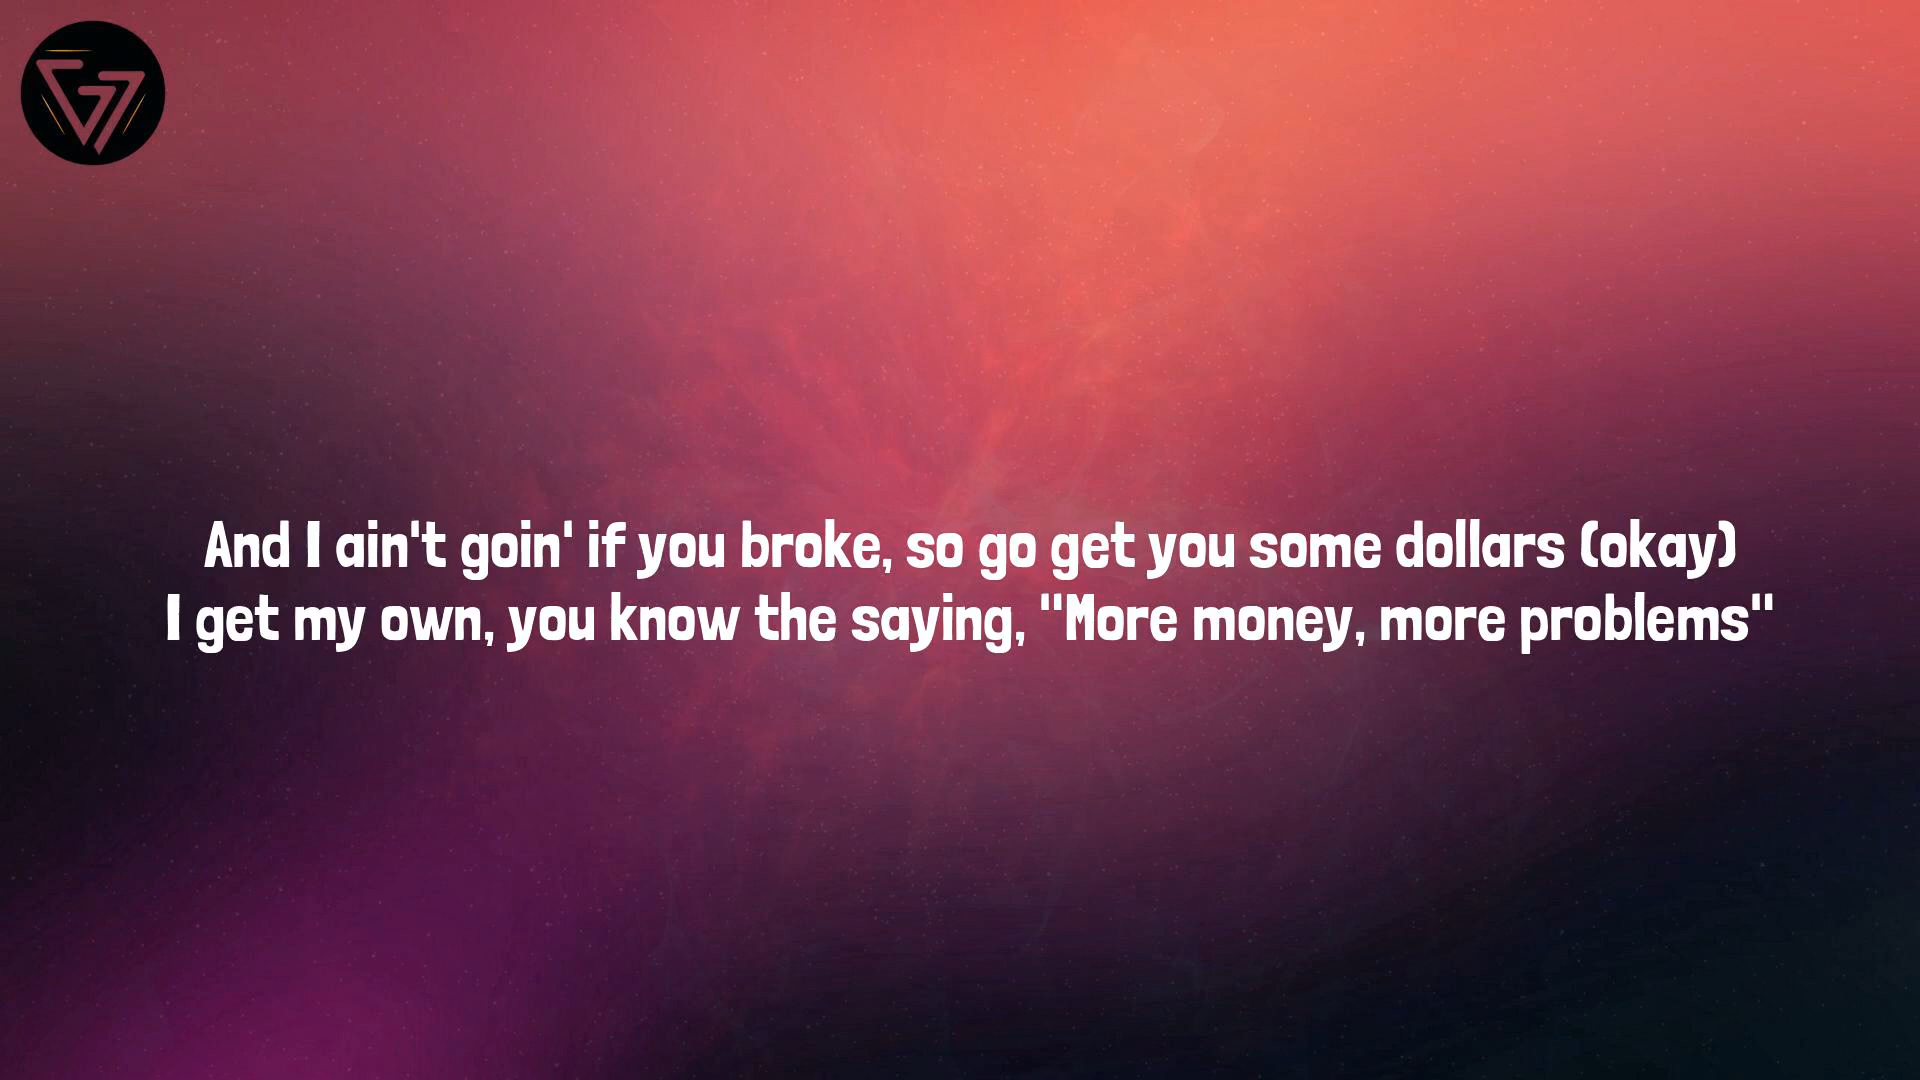 And I ain't goin' if you broke, so go get you some dollars (okay)
I get my own, you know the saying, "More money, more problems"